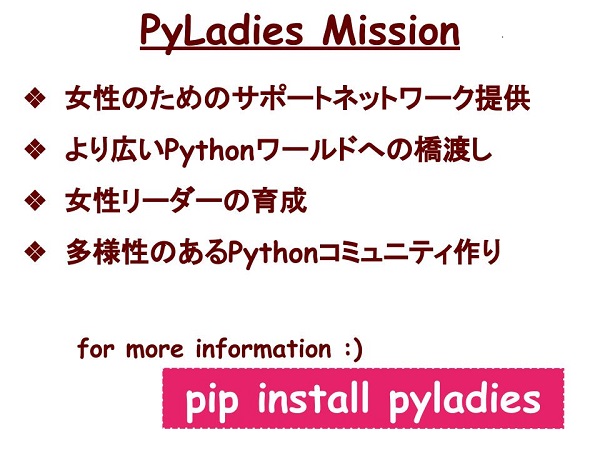 PyLadies Mission
❖ 女性のためのサポートネットワーク提供
❖ より広いPythonワールドへの橋渡し
❖ 女性リーダーの育成
❖ 多様性のあるPythonコミュニティ作り
for more information :)
pip install pyladies